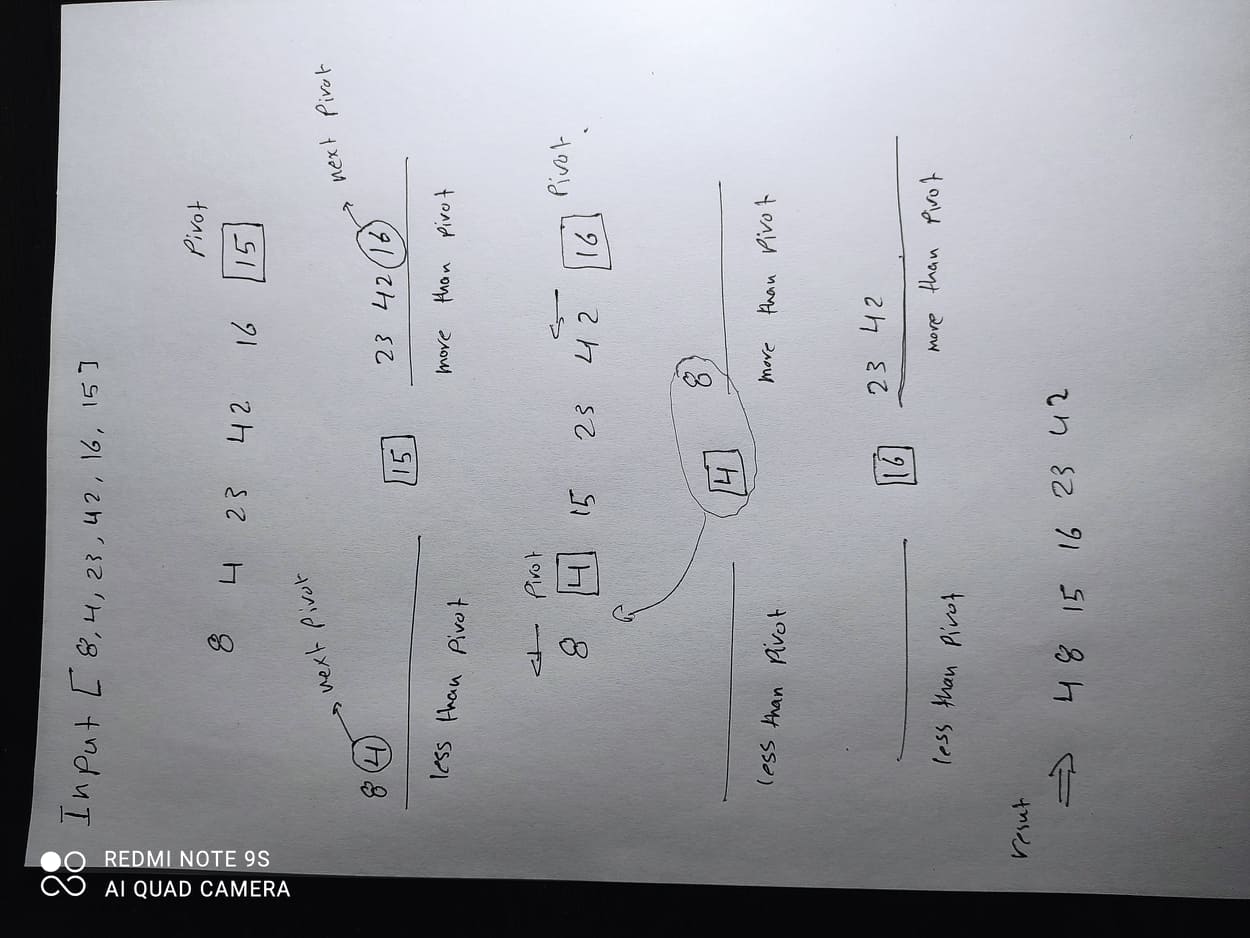 REDMI NOTE 9S
AI QUAD CAMERA
Input [ 8, 4, 23, 42, 16, 15 ]
Pivot
8 4 23 42 16 15
next pivot
next pivot
8 4 15 23 42 16
less than pivot more than pivot
Pivot Pivot
8 4 15 23 42 16
4 8
less than pivot more than pivot
16 23 42
less than pivot more than pivot
resut
⇒ 4 8 15 16 23 42